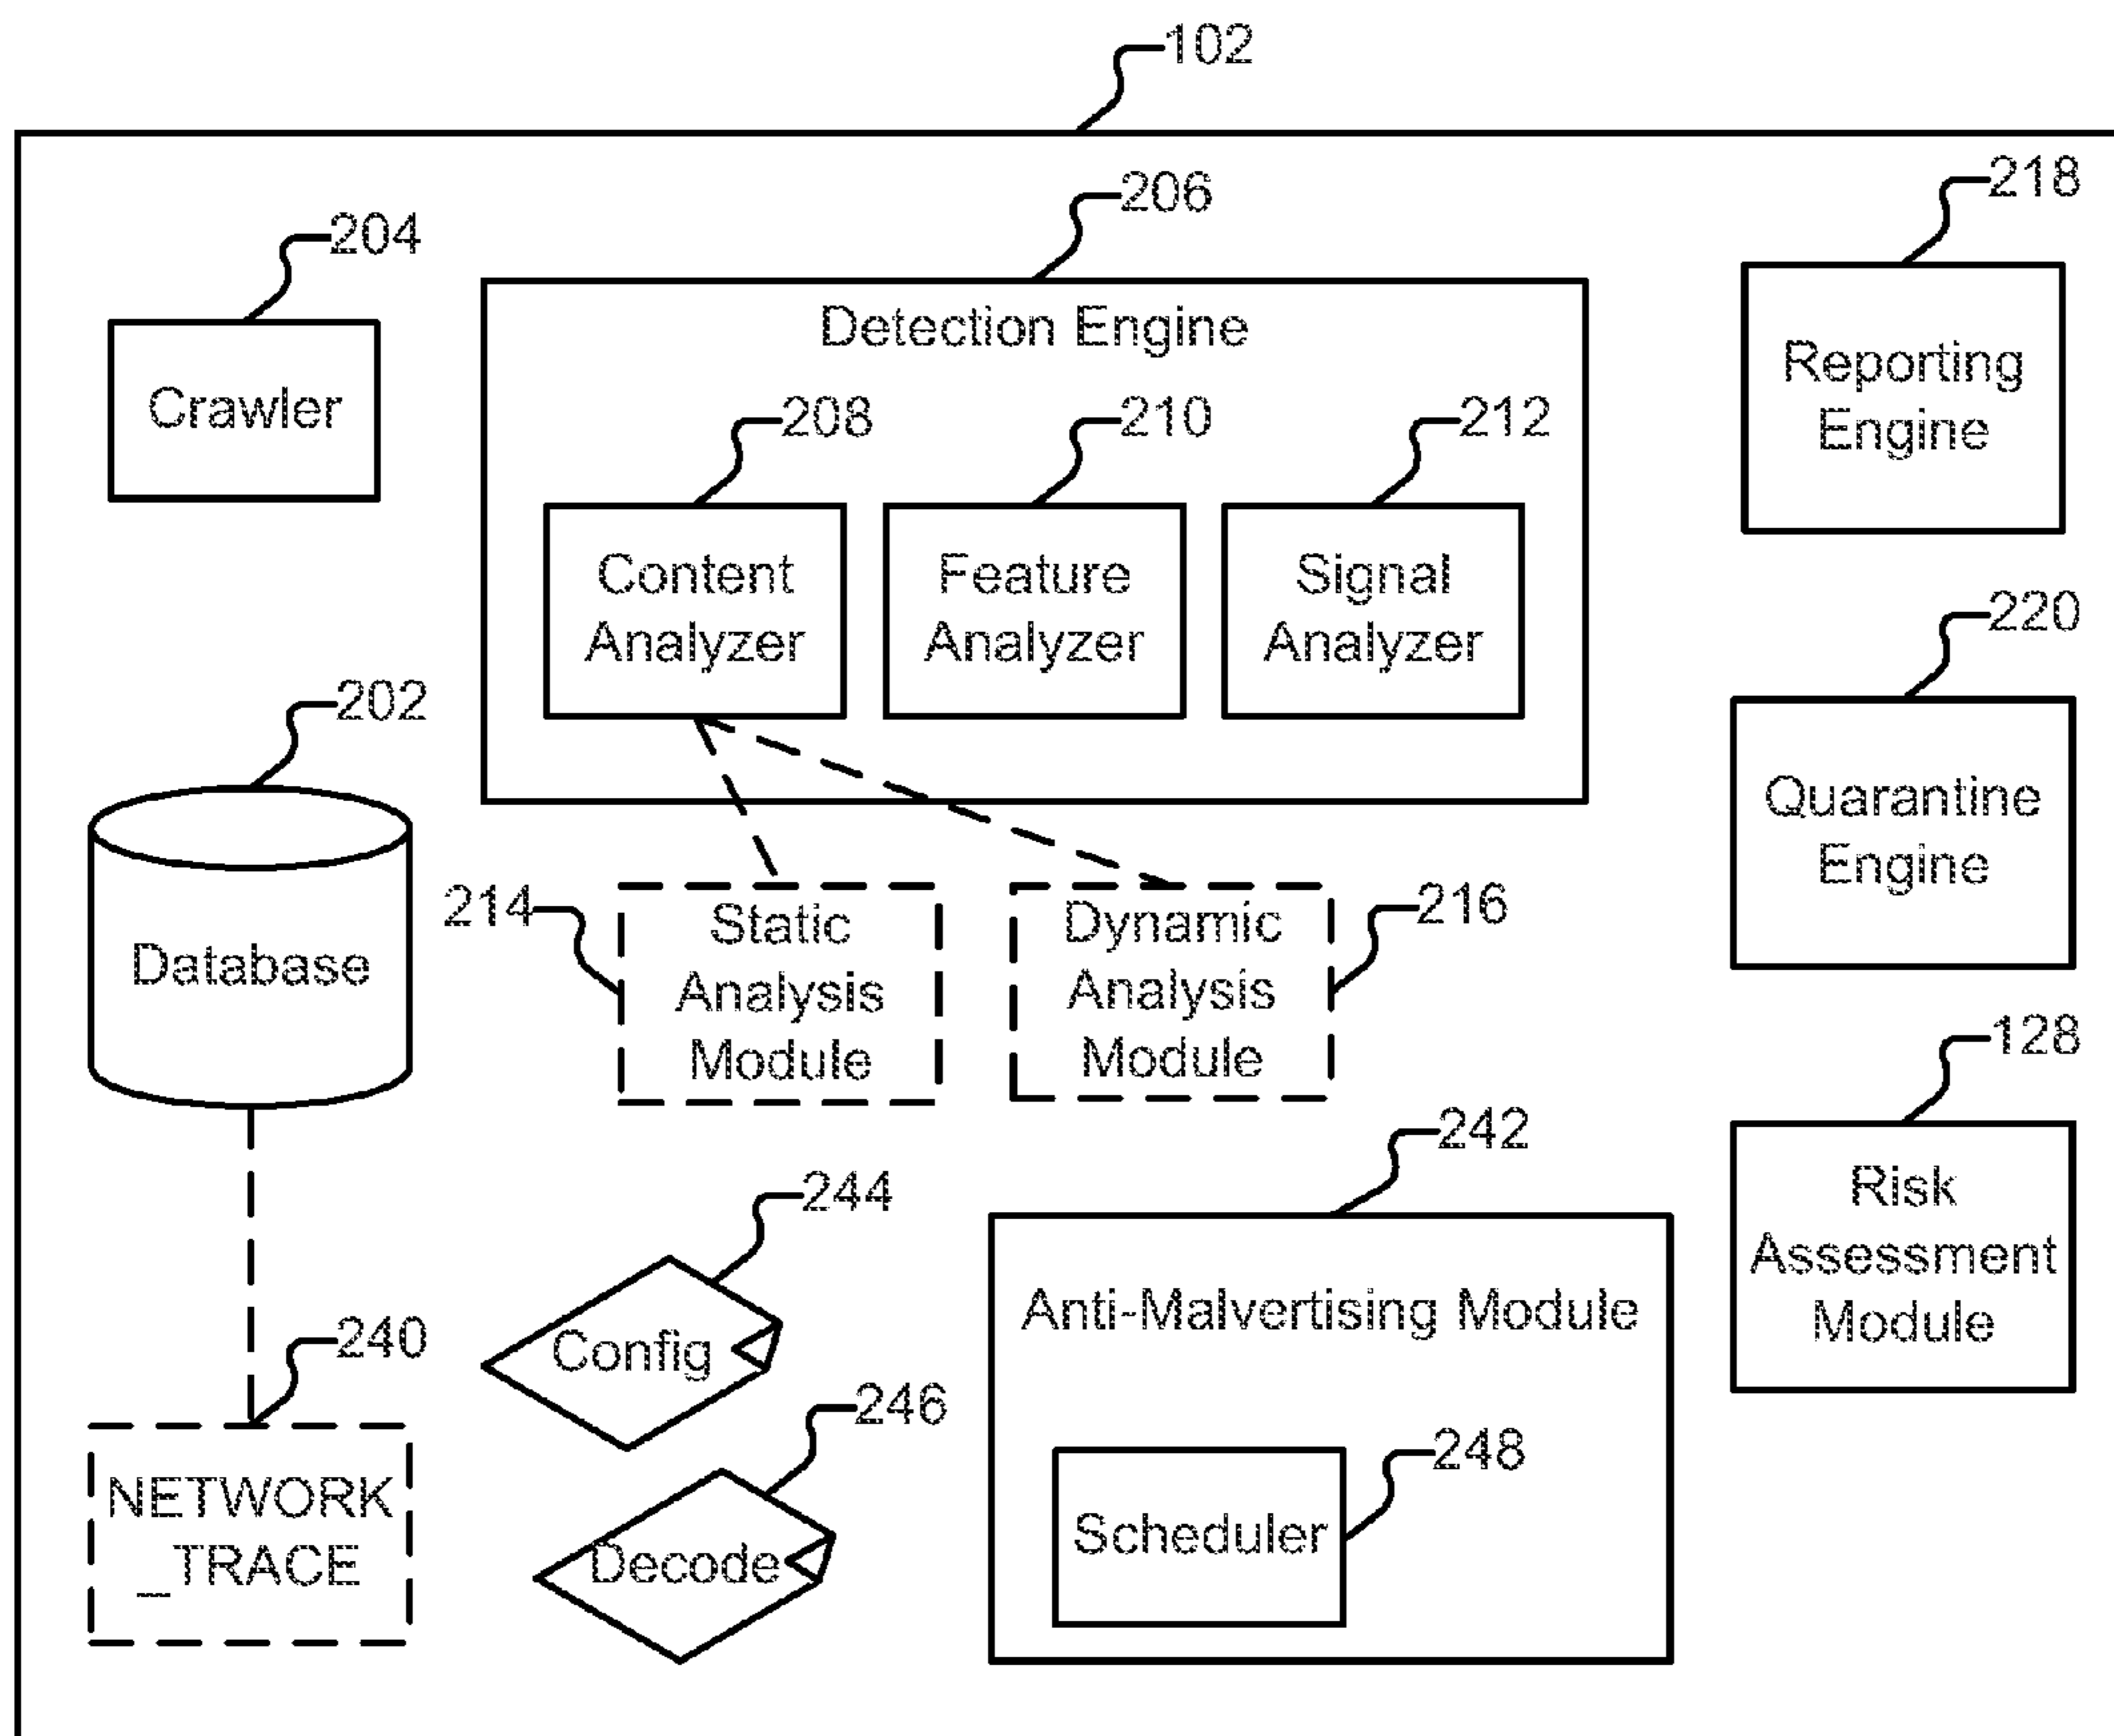 102
206
218
204
Detection Engine
Reporting
Engine
Crawler
208
210
212
Content
Analyzer
Feature
Analyzer
Signal
Analyzer
220
202
Quarantine
Engine
214
Static
Analysis
Module
Dynamic
Analysis
Module
216
Database
128
242
Risk
Assessment
Module
244
Anti-Malvertising Module
240
Config
246
248
NETWORK
_TRACE
Scheduler
Decode